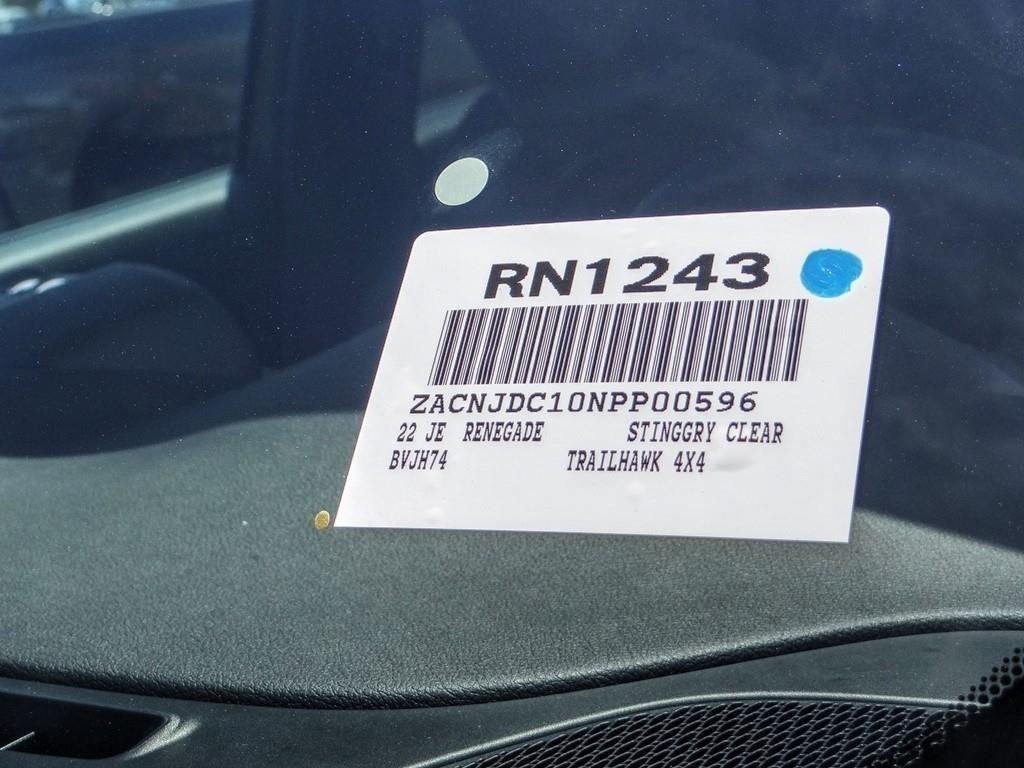 RN1243
ZACNJDC10NPP00596
22 JE RENEGADE STINGGRY CLEAR
BVJH74 TRAILHAWK 4X4